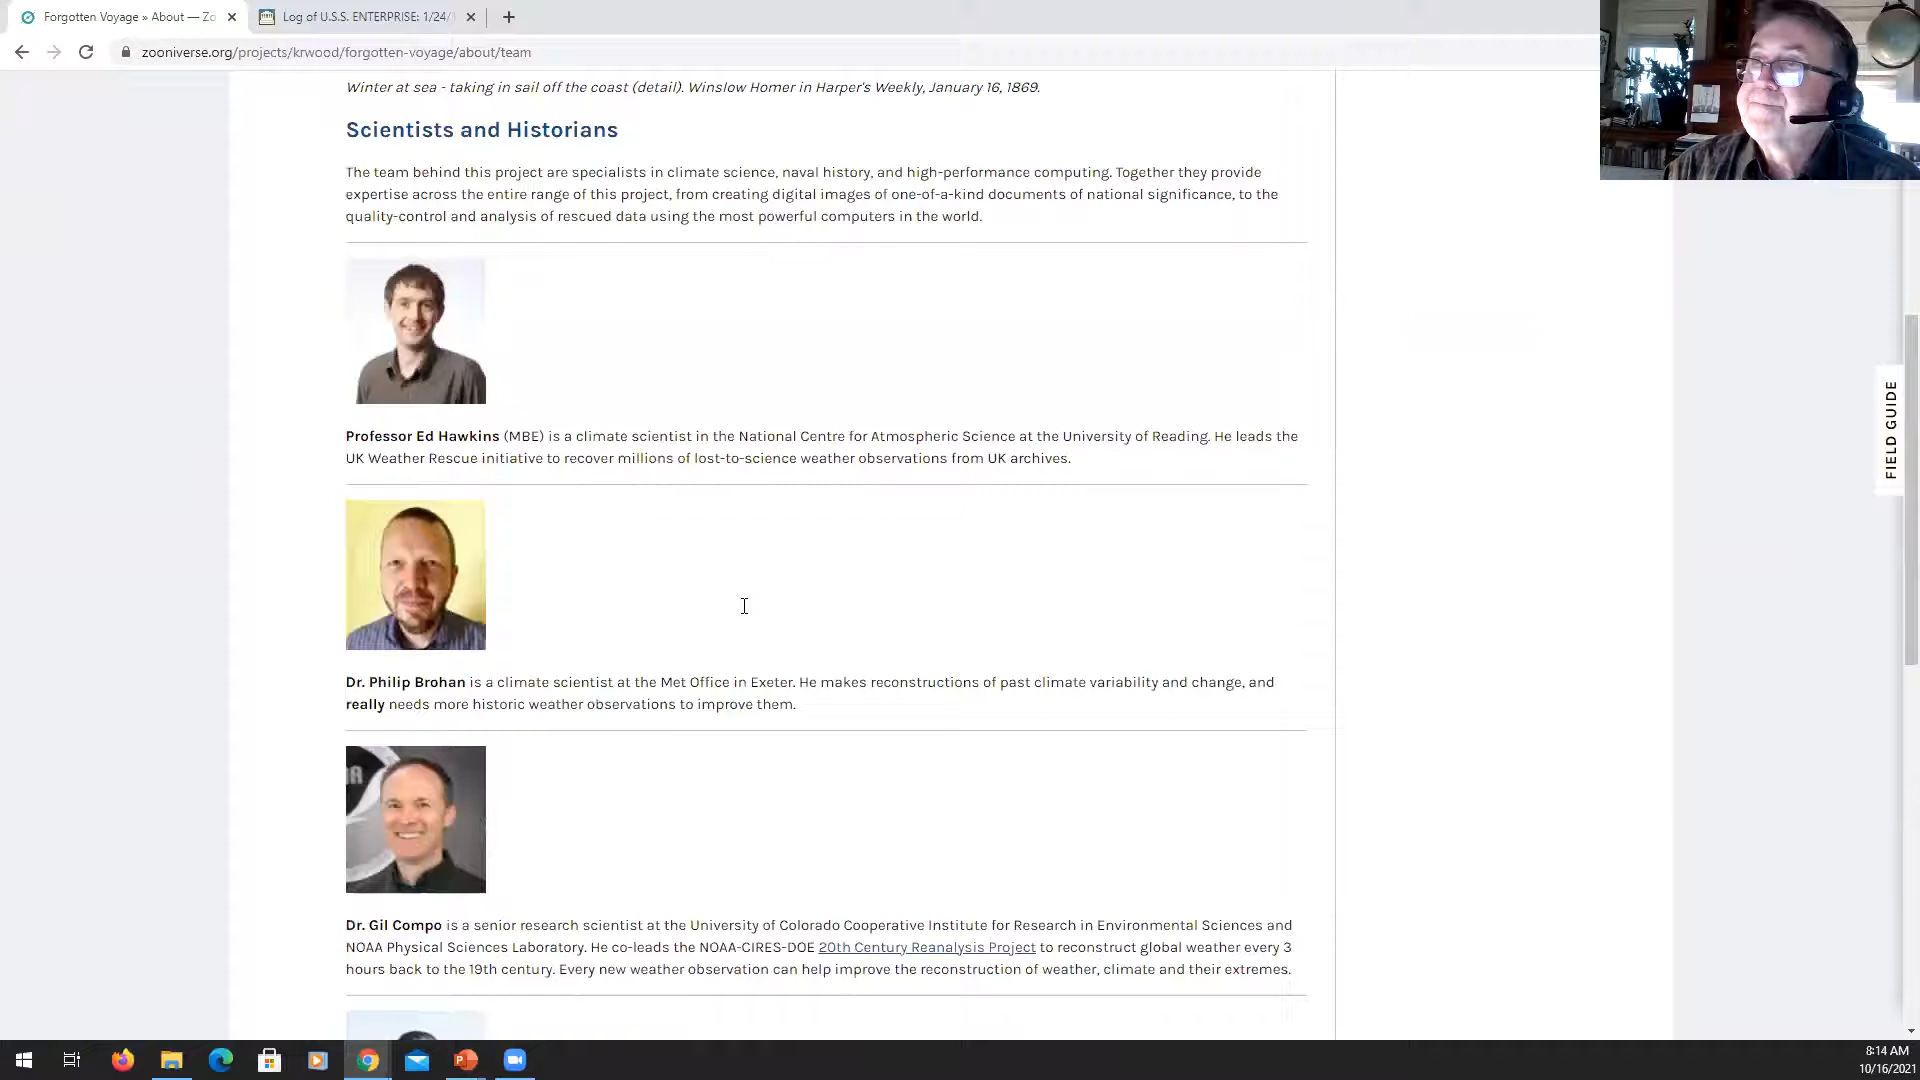 Forgotten Voyage » About — Zo
Log of U.S.S. ENTERPRISE: 1/24/
zooniverse.org/projects/krwood/forgotten-voyage/about/team
Winter at sea - taking in sail off the coast (detail). Winslow Homer in Harper's Weekly, January 16, 1869.
Scientists and Historians
The team behind this project are specialists in climate science, naval history, and high-performance computing. Together they provide
expertise across the entire range of this project, from creating digital images of one-of-a-kind documents of national significance, to the
quality-control and analysis of rescued data using the most powerful computers in the world.
Professor Ed Hawkins (MBE) is a climate scientist in the National Centre for Atmospheric Science at the University of Reading. He leads the
UK Weather Rescue initiative to recover millions of lost-to-science weather observations from UK archives.
Dr. Philip Brohan is a climate scientist at the Met Office in Exeter. He makes reconstructions of past climate variability and change, and
really needs more historic weather observations to improve them.
Dr. Gil Compo is a senior research scientist at the University of Colorado Cooperative Institute for Research in Environmental Sciences and
NOAA Physical Sciences Laboratory. He co-leads the NOAA-CIRES-DOE 20th Century Reanalysis Project to reconstruct global weather every 3
hours back to the 19th century. Every new weather observation can help improve the reconstruction of weather, climate and their extremes.
FIELD GUIDE
8:14 AM
10/16/2021